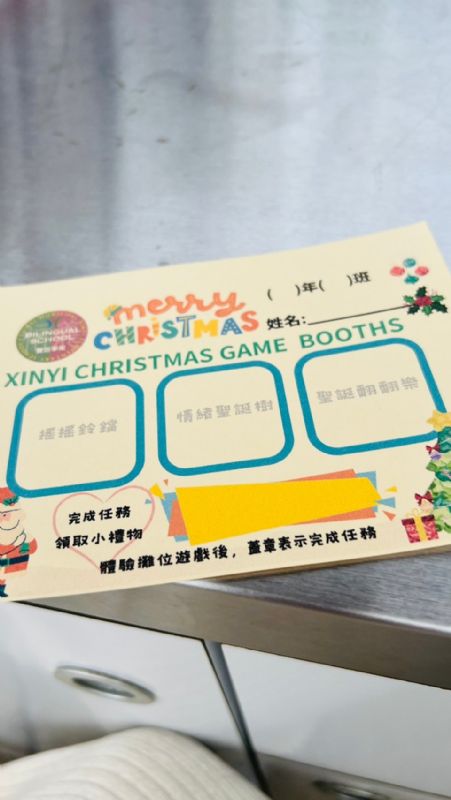 merry
CHRISTMAS
( )年( )班
姓名:
BILINGUAL
SCHOOL
XINYI CHRISTMAS GAME BOOTHS
搖搖鈴鐺
情緒聖誕樹
聖誕翻翻樂
完成任務
領取小禮物
體驗攤位遊戲後，蓋章表示完成任務